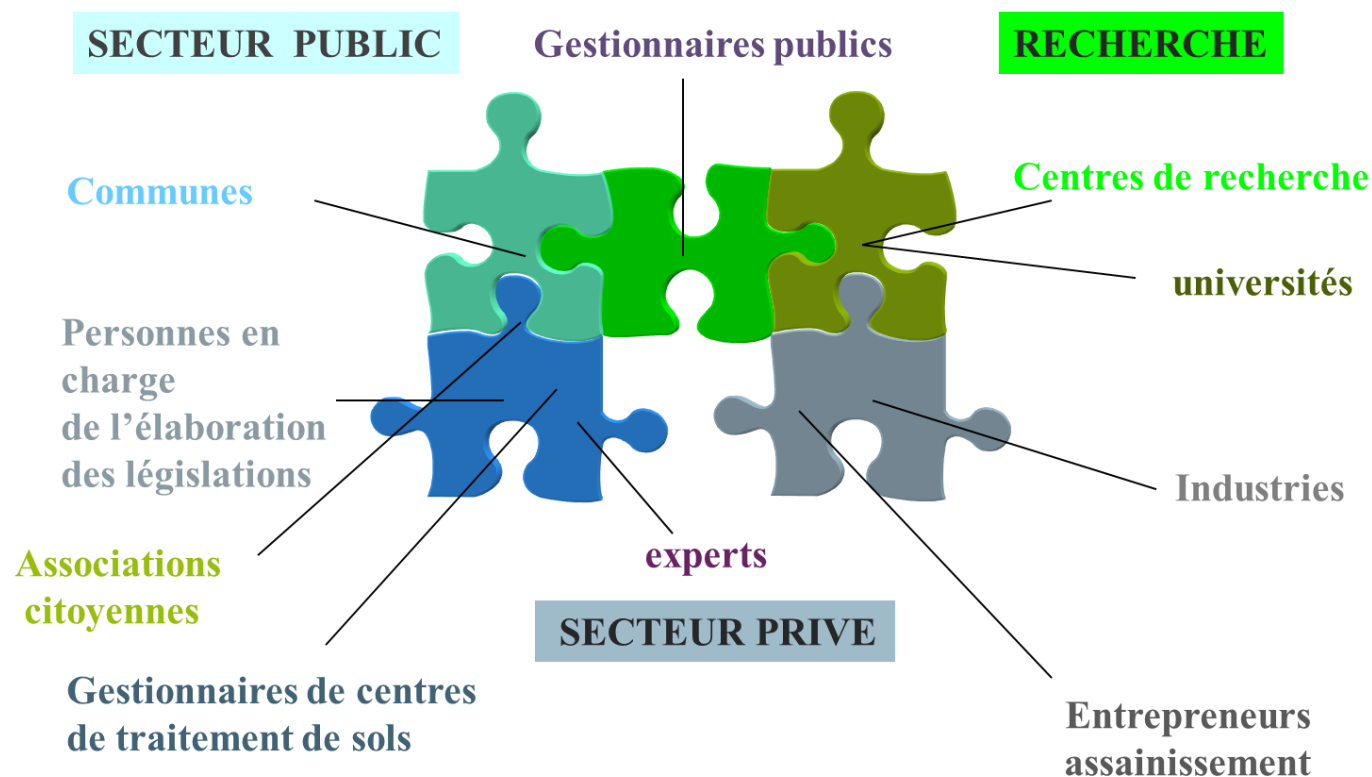 SECTEUR PUBLIC
Gestionnaires publics
RECHERCHE
Communes
Centres de recherche
universités
Personnes en
charge
de l’élaboration
des législations
Industries
Associations
citoyennes
experts
SECTEUR PRIVE
Gestionnaires de centres
de traitement de sols
Entrepreneurs
assainissement